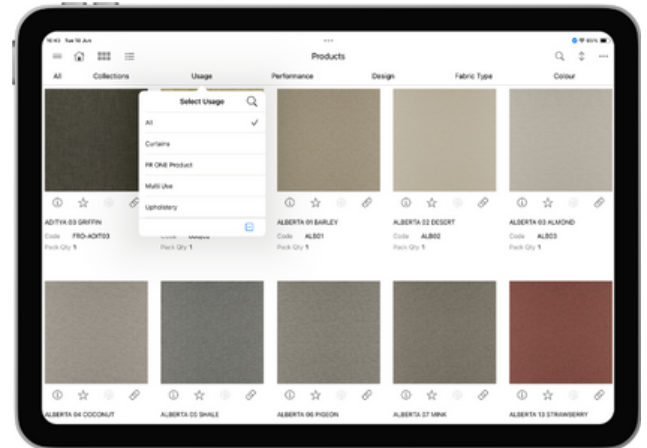 Products
All Collections Usage Performance Design Fabric Type Colour
Select Usage
All
Curtains
FR ONE Product
Multi Use
Upholstery
ADITYA 03 GRIFFIN
Code FRO-ADIT03
Pack Qty 1
Pack Qty 1
ALBERTA 01 BARLEY
Code ALB01
Pack Qty 1
ALBERTA 02 DESERT
Code ALB02
Pack Qty 1
ALBERTA 03 ALMOND
Code ALB03
Pack Qty 1
ALBERTA 04 COCONUT
ALBERTA 05 SHALE
ALBERTA 06 PIGEON
ALBERTA 07 MINK
ALBERTA 13 STRAWBERRY